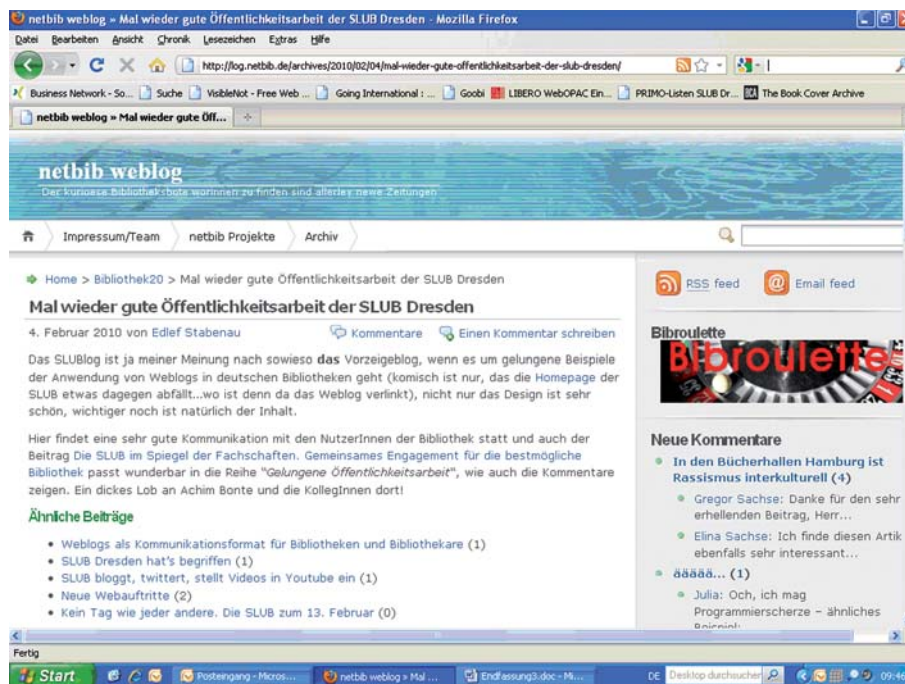 netbib weblog » Mal wieder gute Öffentlichkeitsarbeit der SLUB Dresden - Mozilla Firefox
Datei Bearbeiten Ansicht Chronik Lesezeichen Extras Hilfe
http://log.netbib.de/archives/2010/02/04/mal-wieder-gute-offentlichkeitsarbeit-der-slub-dresden/
Business Network - So... Suche VisibleNot - Free Web ... Going International : ... Goobi LIBERO WebOPAC Ein... PRIMO-Listen SLUB Dr... BCA The Book Cover Archive
netbib weblog » Mal wieder gute Öff...
netbib weblog
Der kurioese Bibliotheksbote worinnen zu finden sind allerley newe Zeitungen
Impressum/Team netbib Projekte Archiv
Home > Bibliothek20 > Mal wieder gute Öffentlichkeitsarbeit der SLUB Dresden
Mal wieder gute Öffentlichkeitsarbeit der SLUB Dresden
4. Februar 2010 von Edlef Stabenau Kommentare Einen Kommentar schreiben
Das SLUBlog ist ja meiner Meinung nach sowieso das Vorzeigeblog, wenn es um gelungene Beispiele
der Anwendung von Weblogs in deutschen Bibliotheken geht (komisch ist nur, das die Homepage der
SLUB etwas dagegen abfällt...wo ist denn da das Weblog verlinkt), nicht nur das Design ist sehr
schön, wichtiger noch ist natürlich der Inhalt.
Hier findet eine sehr gute Kommunikation mit den NutzerInnen der Bibliothek statt und auch der
Beitrag Die SLUB im Spiegel der Fachschaften. Gemeinsames Engagement für die bestmögliche
Bibliothek passt wunderbar in die Reihe "Gelungene Öffentlichkeitsarbeit", wie auch die Kommentare
zeigen. Ein dickes Lob an Achim Bonte und die KollegInnen dort!
Ähnliche Beiträge
Weblogs als Kommunikationsformat für Bibliotheken und Bibliothekare (1)
SLUB Dresden hat's begriffen (1)
SLUB bloggt, twittert, stellt Videos in Youtube ein (1)
Neue Webauftritte (2)
Kein Tag wie jeder andere. Die SLUB zum 13. Februar (0)
RSS feed Email feed
Bibroulette
Bibroulette
Neue Kommentare
In den Bücherhallen Hamburg ist
Rassismus interkulturell (4)
Gregor Sachse: Danke für den sehr
erhellenden Beitrag, Herr...
Elina Sachse: Ich finde diesen Artik
ebenfalls sehr interessant...
äääää... (1)
Julia: Och, ich mag
Programmierscherze – ähnliches
Beispiel:
Fertig
Start Posteingang - Micros... netbib weblog » Mal ... Endfassung3.doc - Mi... DE Desktop durchsuchen 09:46